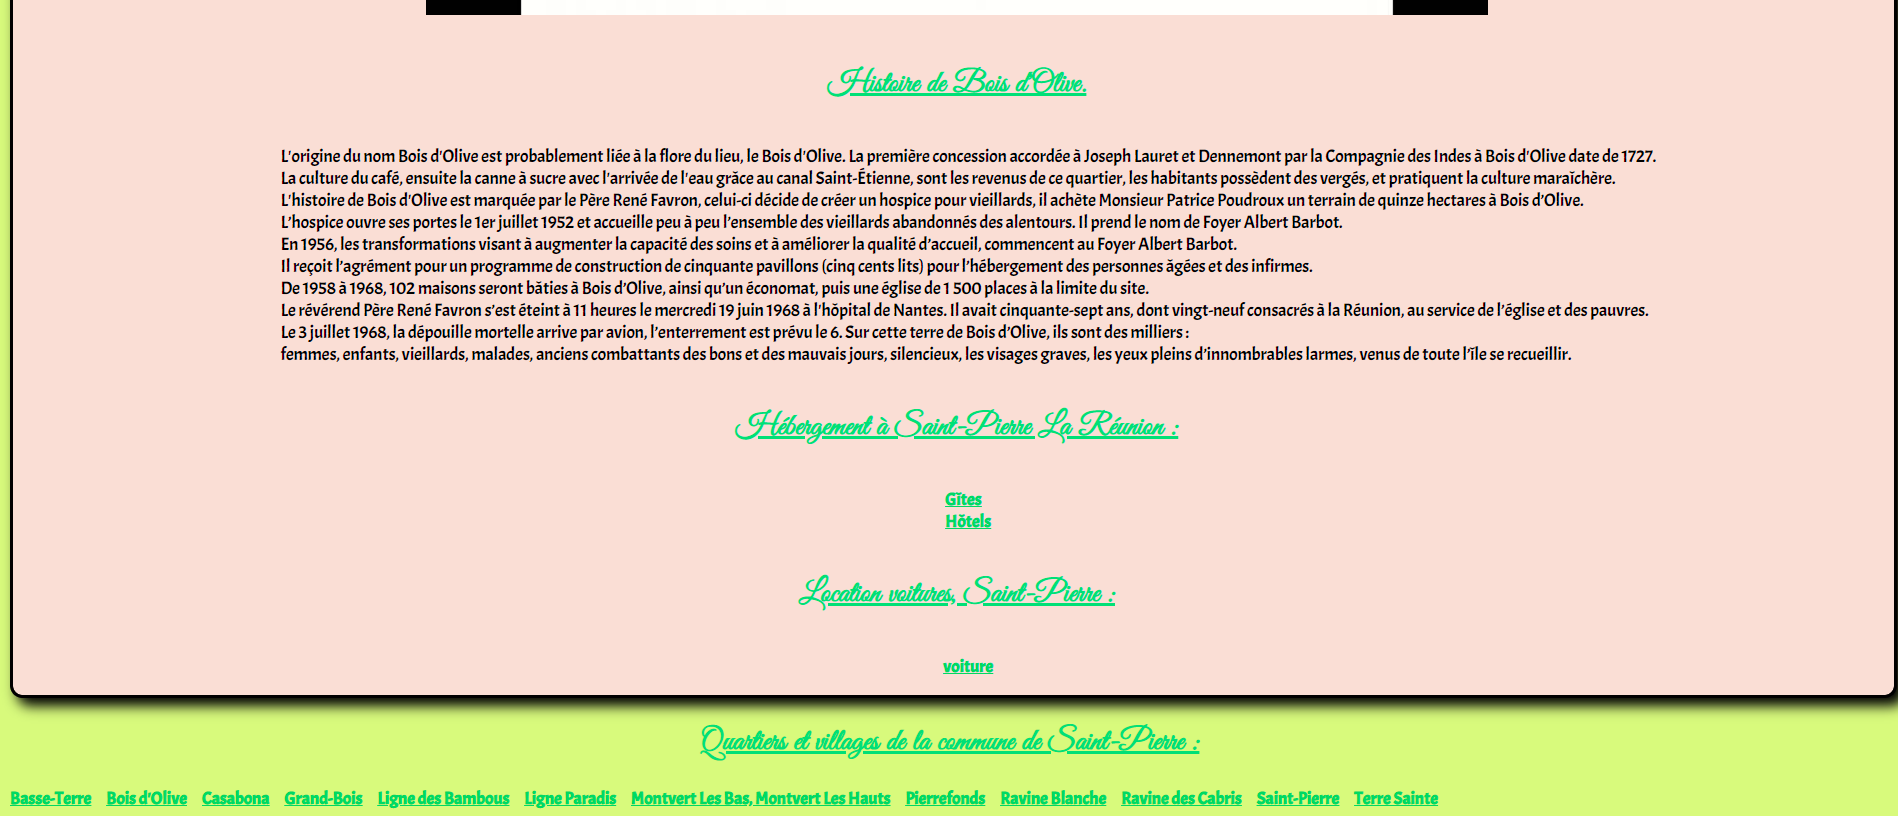 Histoire de Bois d'Olive.
L'origine du nom Bois d'Olive est probablement liée à la flore du lieu, le Bois d'Olive. La première concession accordée à Joseph Lauret et Dennemont par la Compagnie des Indes à Bois d'Olive date de 1727.
La culture du café, ensuite la canne à sucre avec l'arrivée de l'eau grâce au canal Saint-Étienne, sont les revenus de ce quartier, les habitants possèdent des vergés, et pratiquent la culture maraîchère.
L'histoire de Bois d'Olive est marquée par le Père René Favron, celui-ci décide de créer un hospice pour vieillards, il achète Monsieur Patrice Poudroux un terrain de quinze hectares à Bois d’Olive.
L’hospice ouvre ses portes le 1er juillet 1952 et accueille peu à peu l’ensemble des vieillards abandonnés des alentours. Il prend le nom de Foyer Albert Barbot.
En 1956, les transformations visant à augmenter la capacité des soins et à améliorer la qualité d’accueil, commencent au Foyer Albert Barbot.
Il reçoit l’agrément pour un programme de construction de cinquante pavillons (cinq cents lits) pour l’hébergement des personnes âgées et des infirmes.
De 1958 à 1968, 102 maisons seront bâties à Bois d’Olive, ainsi qu’un économat, puis une église de 1 500 places à la limite du site.
Le révérend Père René Favron s’est éteint à 11 heures le mercredi 19 juin 1968 à l'hôpital de Nantes. Il avait cinquante-sept ans, dont vingt-neuf consacrés à la Réunion, au service de l’église et des pauvres.
Le 3 juillet 1968, la dépouille mortelle arrive par avion, l’enterrement est prévu le 6. Sur cette terre de Bois d’Olive, ils sont des milliers :
femmes, enfants, vieillards, malades, anciens combattants des bons et des mauvais jours, silencieux, les visages graves, les yeux pleins d’innombrables larmes, venus de toute l’île se recueillir.
Hébergement à Saint-Pierre La Réunion :
Gîtes
Hôtels
Location voitures, Saint-Pierre :
voiture
Quartiers et villages de la commune de Saint-Pierre :
Basse-Terre Bois d'Olive Casabona Grand-Bois Ligne des Bambous Ligne Paradis Montvert Les Bas, Montvert Les Hauts Pierrefonds Ravine Blanche Ravine des Cabris Saint-Pierre Terre Sainte